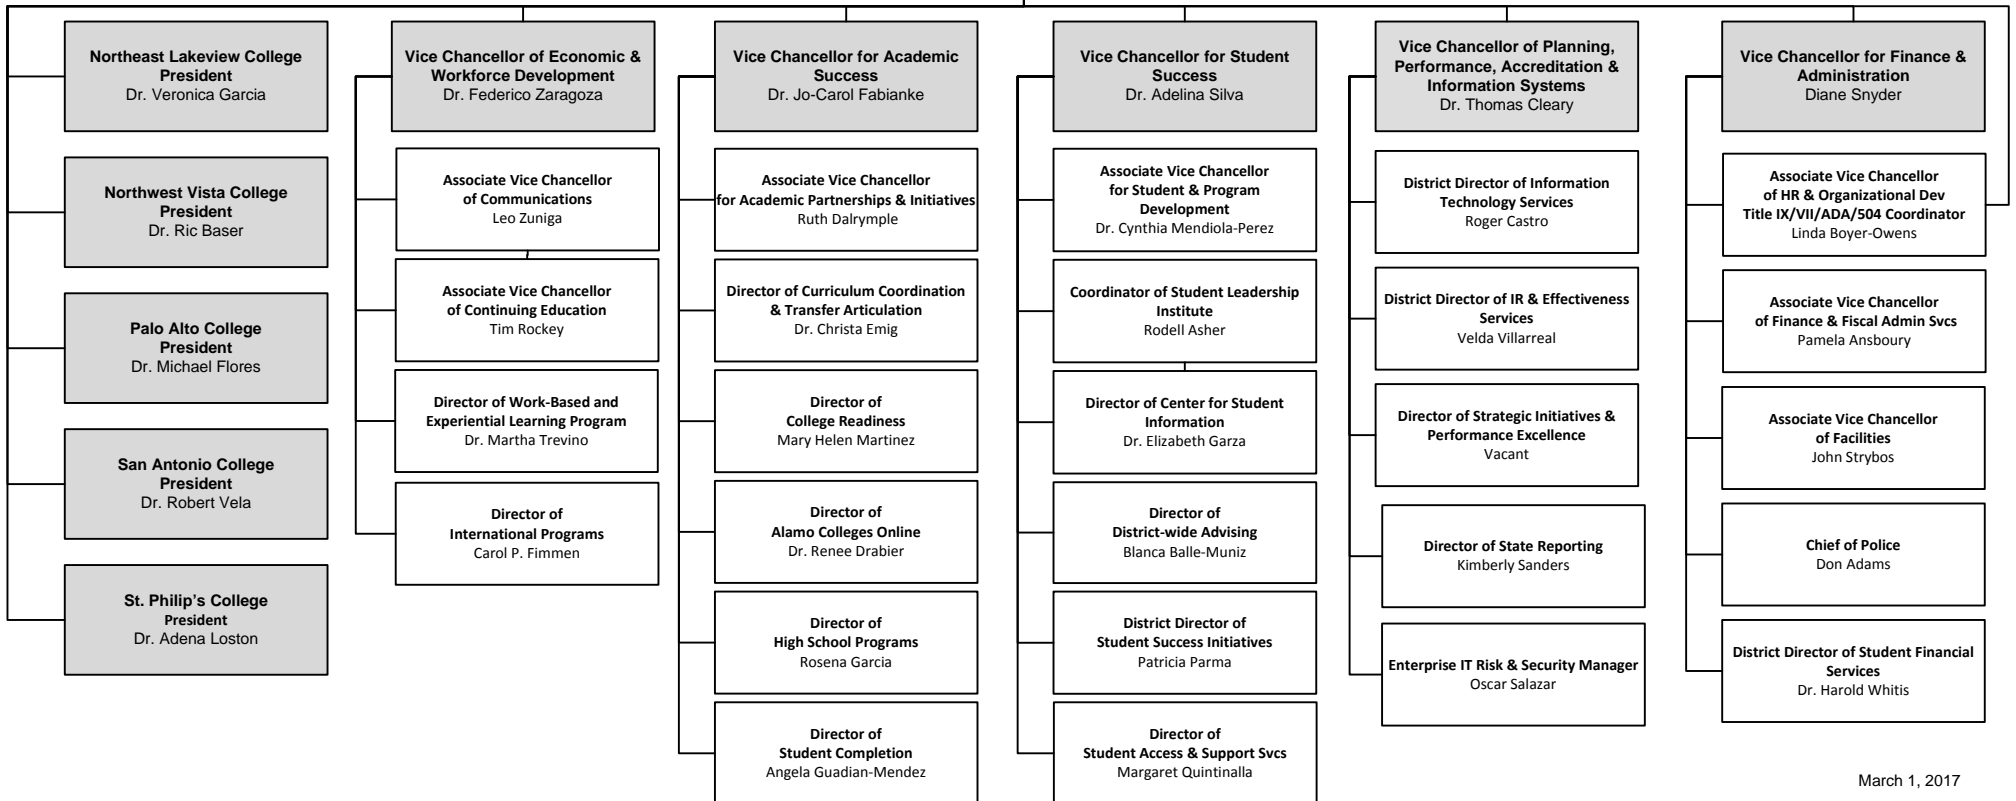 Northeast Lakeview College
President
Dr. Veronica Garcia
Northwest Vista College
President
Dr. Ric Baser
Palo Alto College
President
Dr. Michael Flores
San Antonio College
President
Dr. Robert Vela
St. Philip's College
President
Dr. Adena Loston
Vice Chancellor of Economic &
Workforce Development
Dr. Federico Zaragoza
Associate Vice Chancellor
of Communications
Leo Zuniga
Associate Vice Chancellor
of Continuing Education
Tim Rockey
Director of Work-Based and
Experiential Learning Program
Dr. Martha Trevino
Director of
International Programs
Carol P. Fimmen
Vice Chancellor for Academic
Success
Dr. Jo-Carol Fabianke
Associate Vice Chancellor
for Academic Partnerships & Initiatives
Ruth Dalrymple
Director of Curriculum Coordination
& Transfer Articulation
Dr. Christa Emig
Director of
College Readiness
Mary Helen Martinez
Director of
Alamo Colleges Online
Dr. Renee Drabier
Director of
High School Programs
Rosena Garcia
Director of
Student Completion
Angela Guadian-Mendez
Vice Chancellor for Student
Success
Dr. Adelina Silva
Associate Vice Chancellor
for Student & Program
Development
Dr. Cynthia Mendiola-Perez
Coordinator of Student Leadership
Institute
Rodell Asher
Director of Center for Student
Information
Dr. Elizabeth Garza
Director of
District-wide Advising
Blanca Balle-Muniz
District Director of
Student Success Initiatives
Patricia Parma
Director of
Student Access & Support Svcs
Margaret Quintinalla
Vice Chancellor of Planning,
Performance, Accreditation &
Information Systems
Dr. Thomas Cleary
District Director of Information
Technology Services
Roger Castro
District Director of IR & Effectiveness
Services
Velda Villarreal
Director of Strategic Initiatives &
Performance Excellence
Vacant
Director of State Reporting
Kimberly Sanders
Enterprise IT Risk & Security Manager
Oscar Salazar
Vice Chancellor for Finance &
Administration
Diane Snyder
Associate Vice Chancellor
of HR & Organizational Dev
Title IX/VII/ADA/504 Coordinator
Linda Boyer-Owens
Associate Vice Chancellor
of Finance & Fiscal Admin Svcs
Pamela Ansboury
Associate Vice Chancellor
of Facilities
John Strybos
Chief of Police
Don Adams
District Director of Student Financial
Services
Dr. Harold Whitis
March 1, 2017